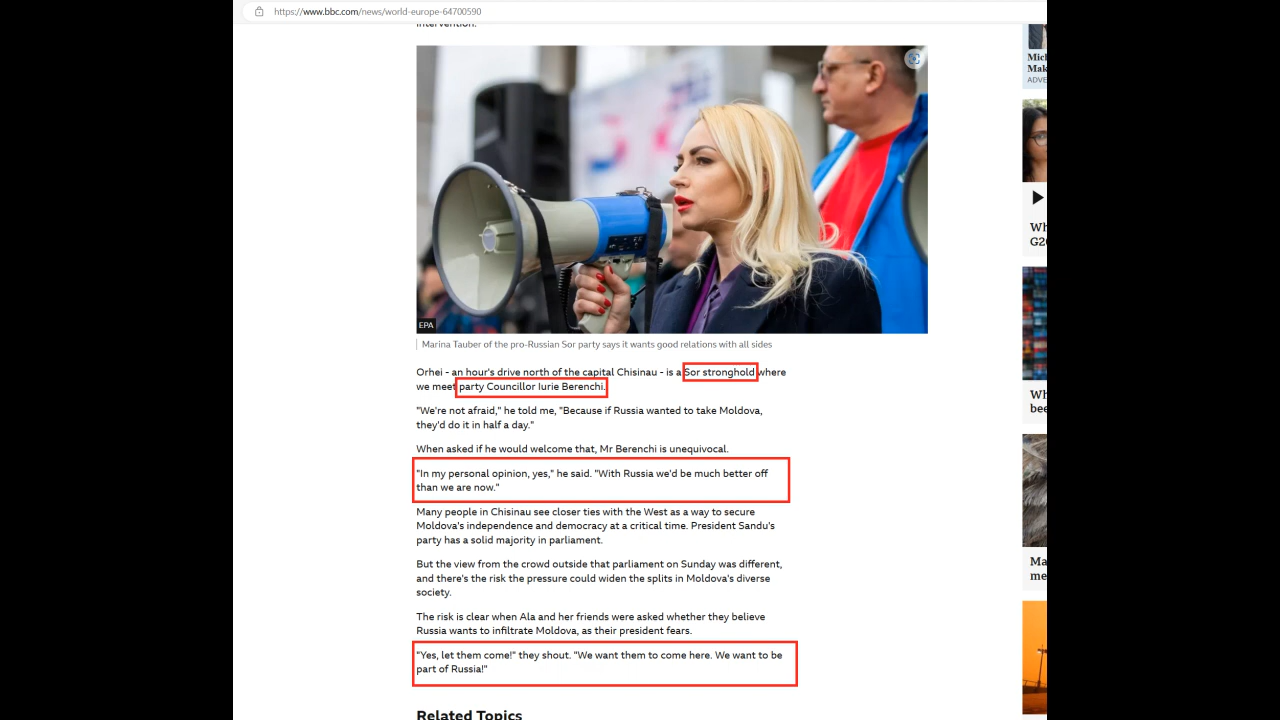 https://www.bbc.com/news/world-europe-64700590
intervention.
EPA
Marina Tauber of the pro-Russian Sor party says it wants good relations with all sides
Orhei - an hour's drive north of the capital Chisinau - is a Sor stronghold where
we meet party Councillor Iurie Berenchi.
"We're not afraid," he told me, "Because if Russia wanted to take Moldova,
they'd do it in half a day."
When asked if he would welcome that, Mr Berenchi is unequivocal.
"In my personal opinion, yes," he said. "With Russia we'd be much better off
than we are now."
Many people in Chisinau see closer ties with the West as a way to secure
Moldova's independence and democracy at a critical time. President Sandu's
party has a solid majority in parliament.
But the view from the crowd outside that parliament on Sunday was different,
and there's the risk the pressure could widen the splits in Moldova's diverse
society.
The risk is clear when Ala and her friends were asked whether they believe
Russia wants to infiltrate Moldova, as their president fears.
"Yes, let them come!" they shout. "We want them to come here. We want to be
part of Russia!"
Related Topics
Mich
Mak
ADVE
Wh
G20
Wh
bee
Ma
me